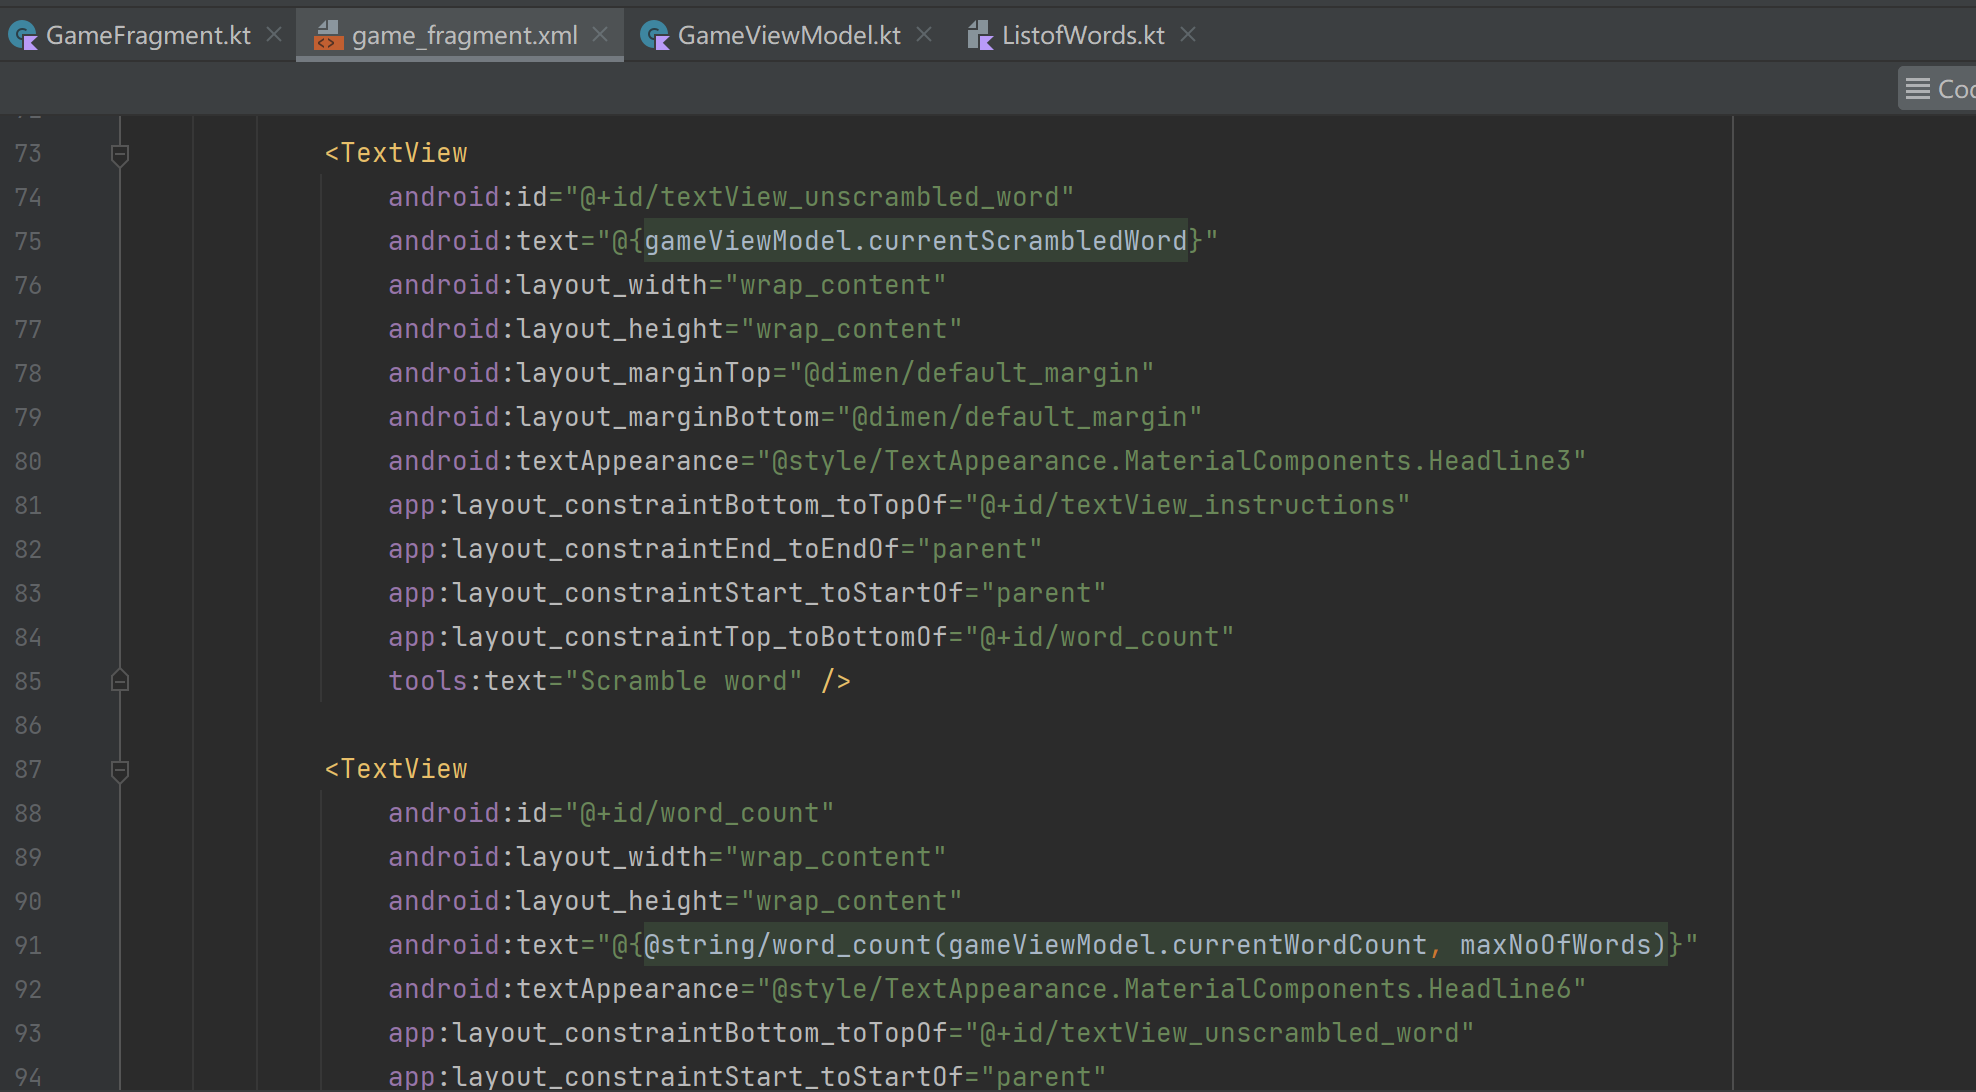 GameFragment.kt game_fragment.xml GameViewModel.kt ListofWords.kt
73 <TextView
74 android:id="@+id/textView_unscrambled_word"
75 android:text="@{gameViewModel.currentScrambledWord}"
76 android:layout_width="wrap_content"
77 android:layout_height="wrap_content"
78 android:layout_marginTop="@dimen/default_margin"
79 android:layout_marginBottom="@dimen/default_margin"
80 android:textAppearance="@style/TextAppearance.MaterialComponents.Headline3"
81 app:layout_constraintBottom_toTopOf="@+id/textView_instructions"
82 app:layout_constraintEnd_toEndOf="parent"
83 app:layout_constraintStart_toStartOf="parent"
84 app:layout_constraintTop_toBottomOf="@+id/word_count"
85 tools:text="Scramble word" />
86
87 <TextView
88 android:id="@+id/word_count"
89 android:layout_width="wrap_content"
90 android:layout_height="wrap_content"
91 android:text="@{@string/word_count(gameViewModel.currentWordCount, maxNoOfWords)}"
92 android:textAppearance="@style/TextAppearance.MaterialComponents.Headline6"
93 app:layout_constraintBottom_toTopOf="@+id/textView_unscrambled_word"
94 app:layout_constraintStart_toStartOf="parent"